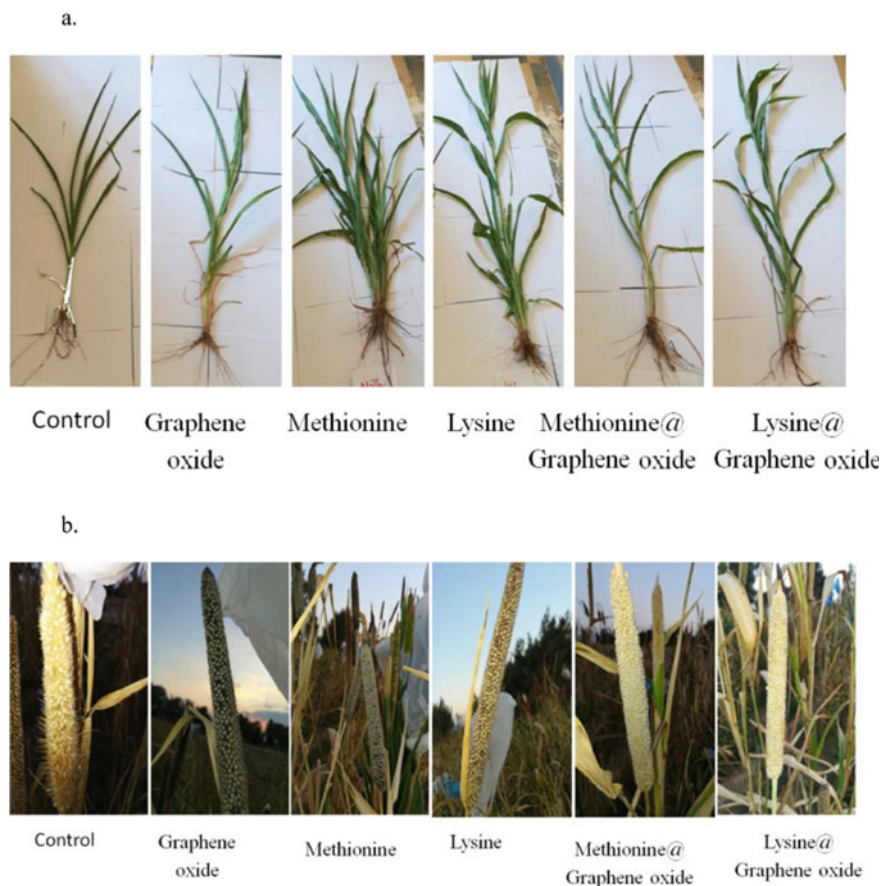 a.
Control
Graphene
oxide
Methionine
Lysine
Methionine@
Graphene oxide
Lysine@
Graphene oxide
b.
Control
Graphene
oxide
Methionine
Lysine
Methionine@
Graphene oxide
Lysine@
Graphene oxide